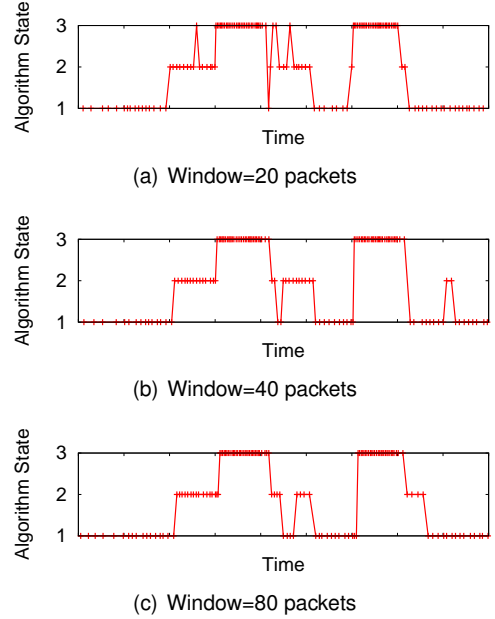 3
2
1
Algorithm State
Time
(a) Window=20 packets
3
2
1
Algorithm State
Time
(b) Window=40 packets
3
2
1
Algorithm State
Time
(c) Window=80 packets